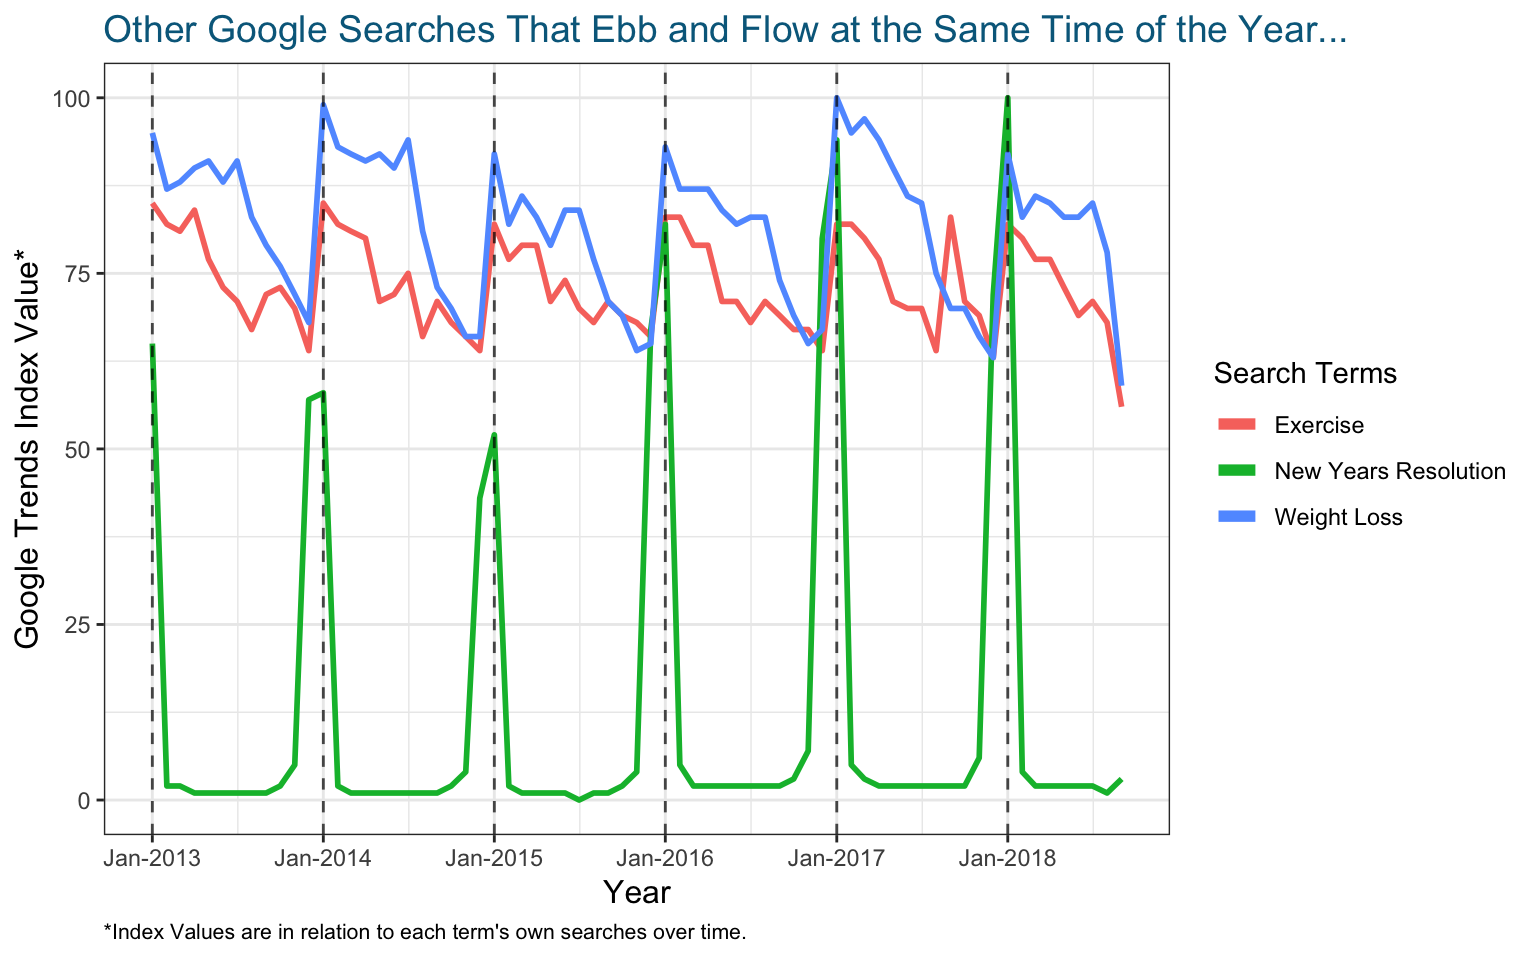 Other Google Searches That Ebb and Flow at the Same Time of the Year...
Google Trends Index Value*
100
75
50
25
0
Jan-2013
Jan-2014
Jan-2015
Jan-2016
Jan-2017
Jan-2018
Year
Search Terms
Exercise
New Years Resolution
Weight Loss
*Index Values are in relation to each term's own searches over time.